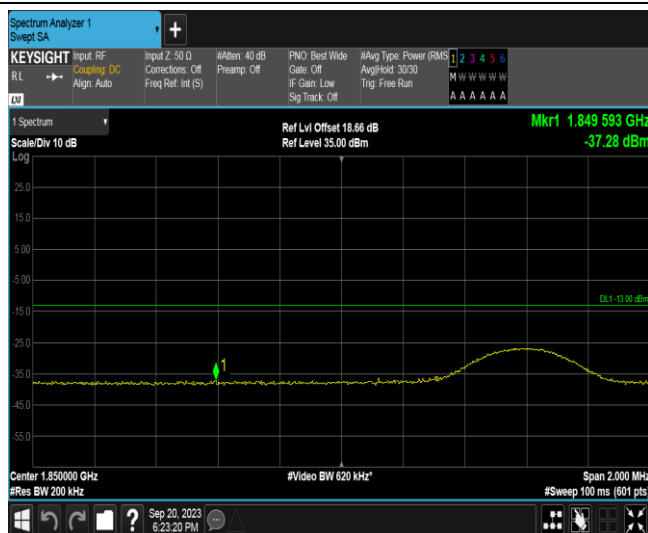 Spectrum Analyzer 1
Swept SA
+
KEYSIGHT
RL
LXI
Input: RF
Coupling: DC
Align: Auto
Input Z: 50 Ω
Corrections: Off
Freq Ref: Int (S)
#Atten: 40 dB
Preamp: Off
PNO: Best Wide
Gate: Off
IF Gain: Low
Sig Track: Off
#Avg Type: Power (RMS
Avg|Hold: 30/30
Trig: Free Run
1 2 3 4 5 6
M W W W W W
A A A A A A
1 Spectrum
Scale/Div 10 dB
Log
Ref Lvl Offset 18.66 dB
Ref Level 35.00 dBm
Mkr1 1.849 593 GHz
-37.28 dBm
25.0
15.0
5.00
-5.00
-15.0
-25.0
-35.0
-45.0
-55.0
DL1 -13.00 dBm
1
Center 1.850000 GHz
#Res BW 200 kHz
#Video BW 620 kHz*
Span 2.000 MHz
#Sweep 100 ms (601 pts)
?
Sep 20, 2023
6:23:20 PM